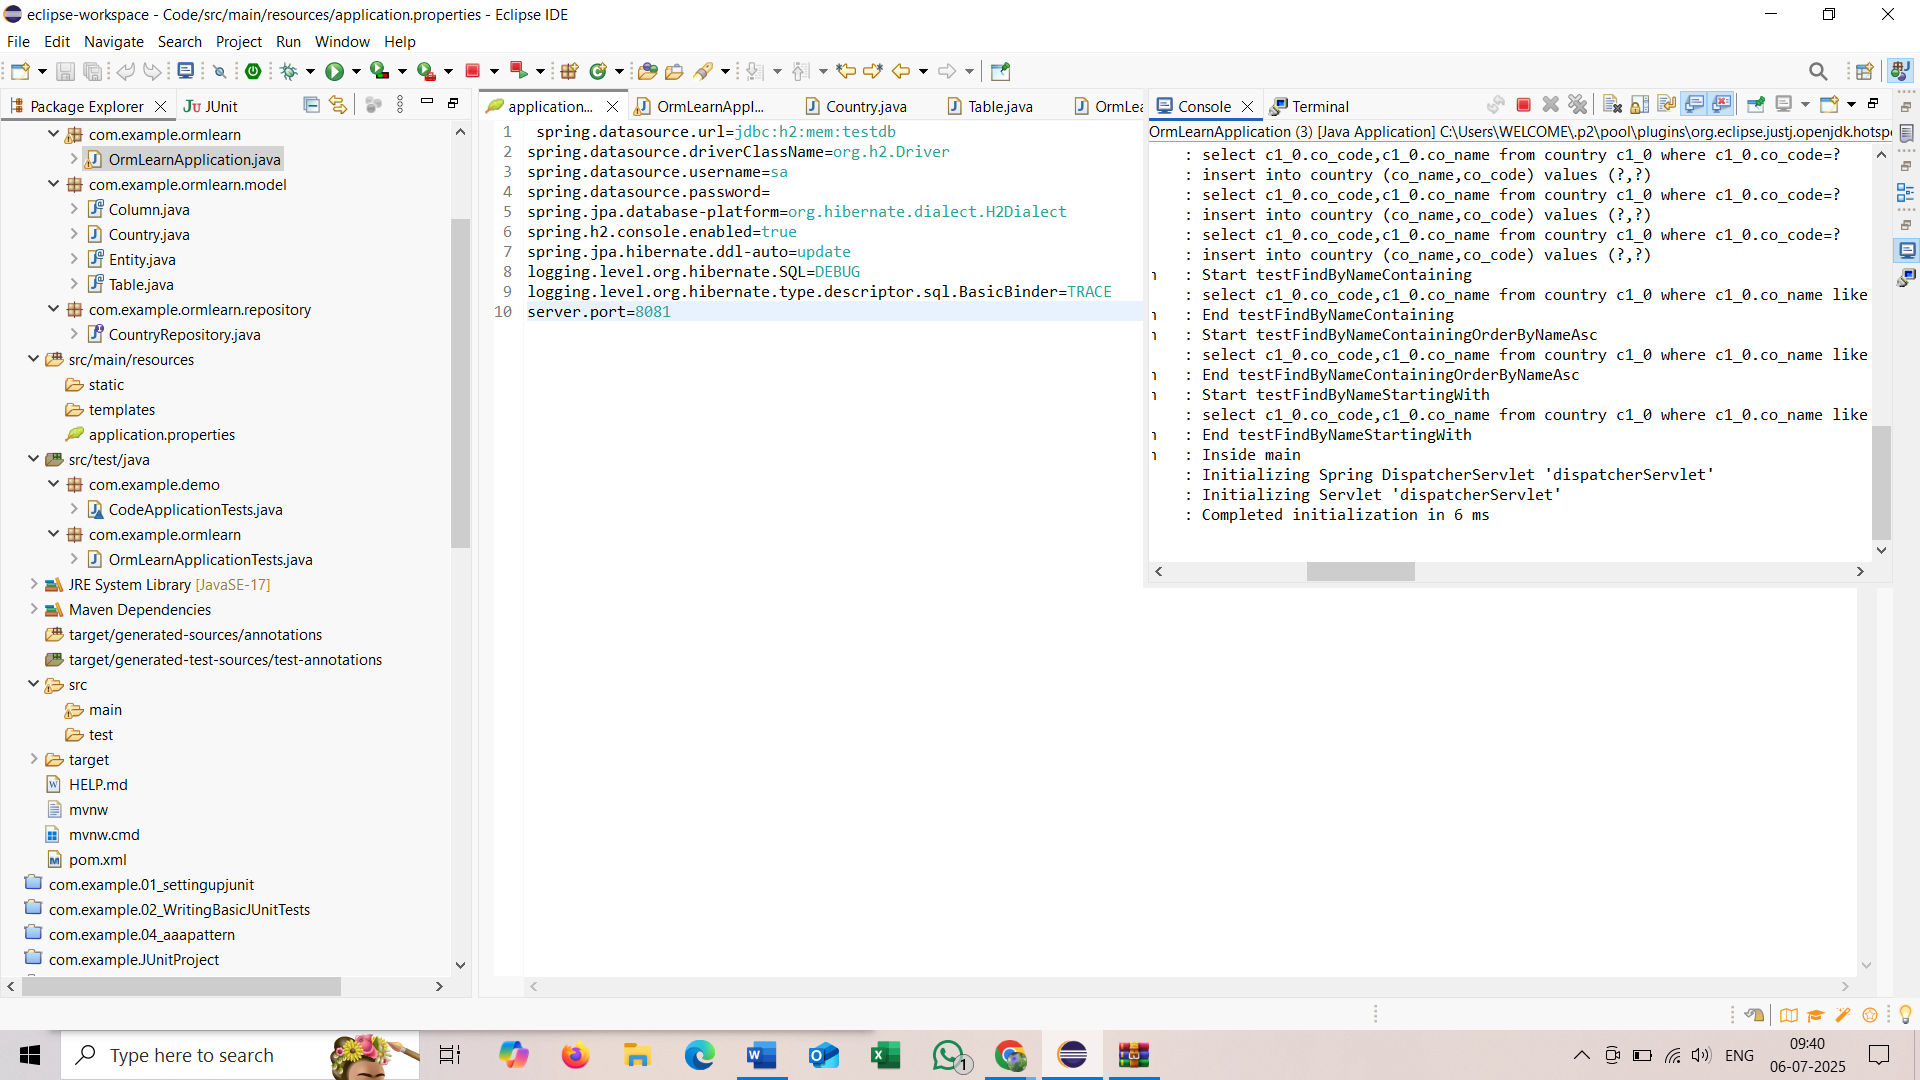 eclipse-workspace - Code/src/main/resources/application.properties - Eclipse IDE
File Edit Navigate Search Project Run Window Help
Package Explorer
JUnit
com.example.ormlearn
OrmLearnApplication.java
com.example.ormlearn.model
Column.java
Country.java
Entity.java
Table.java
com.example.ormlearn.repository
CountryRepository.java
src/main/resources
static
templates
application.properties
src/test/java
com.example.demo
CodeApplicationTests.java
com.example.ormlearn
OrmLearnApplicationTests.java
JRE System Library [JavaSE-17]
Maven Dependencies
target/generated-sources/annotations
target/generated-test-sources/test-annotations
src
main
test
target
HELP.md
mvnw
mvnw.cmd
pom.xml
com.example.01_settingupjunit
com.example.02_WritingBasicJUnitTests
com.example.04_aaapattern
com.example.JUnitProject
application... OrmLearnAppl... Country.java Table.java OrmLea
1 spring.datasource.url=jdbc:h2:mem:testdb
2 spring.datasource.driverClassName=org.h2.Driver
3 spring.datasource.username=sa
4 spring.datasource.password=
5 spring.jpa.database-platform=org.hibernate.dialect.H2Dialect
6 spring.h2.console.enabled=true
7 spring.jpa.hibernate.ddl-auto=update
8 logging.level.org.hibernate.SQL=DEBUG
9 logging.level.org.hibernate.type.descriptor.sql.BasicBinder=TRACE
10 server.port=8081
Console Terminal
OrmLearnApplication (3) [Java Application] C:\Users\WELCOME\.p2\pool\plugins\org.eclipse.justj.openjdk.hotsp
: select c1_0.co_code,c1_0.co_name from country c1_0 where c1_0.co_code=?
: insert into country (co_name,co_code) values (?,?)
: select c1_0.co_code,c1_0.co_name from country c1_0 where c1_0.co_code=?
: insert into country (co_name,co_code) values (?,?)
: select c1_0.co_code,c1_0.co_name from country c1_0 where c1_0.co_code=?
: insert into country (co_name,co_code) values (?,?)
: Start testFindByNameContaining
: select c1_0.co_code,c1_0.co_name from country c1_0 where c1_0.co_name like
: End testFindByNameContaining
: Start testFindByNameContainingOrderByNameAsc
: select c1_0.co_code,c1_0.co_name from country c1_0 where c1_0.co_name like
: End testFindByNameContainingOrderByNameAsc
: Start testFindByNameStartingWith
: select c1_0.co_code,c1_0.co_name from country c1_0 where c1_0.co_name like
: End testFindByNameStartingWith
: Inside main
: Initializing Spring DispatcherServlet 'dispatcherServlet'
: Initializing Servlet 'dispatcherServlet'
: Completed initialization in 6 ms
Type here to search
1
ENG
09:40
06-07-2025